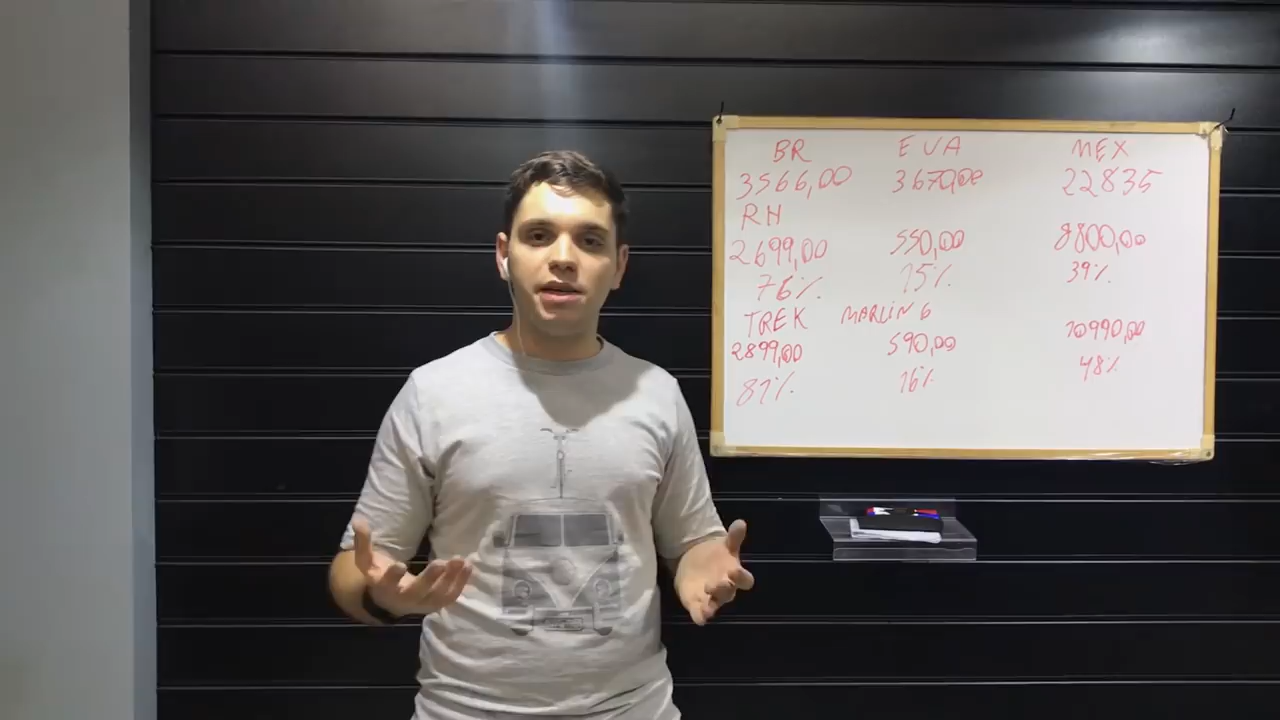 BR EUA MEX
3566,00 3670,00 22835
RH
2699,00 550,00 8800,00
76% 15% 39%
TREK MARLIN 6
2899,00 590,00 10990,00
81% 16% 48%